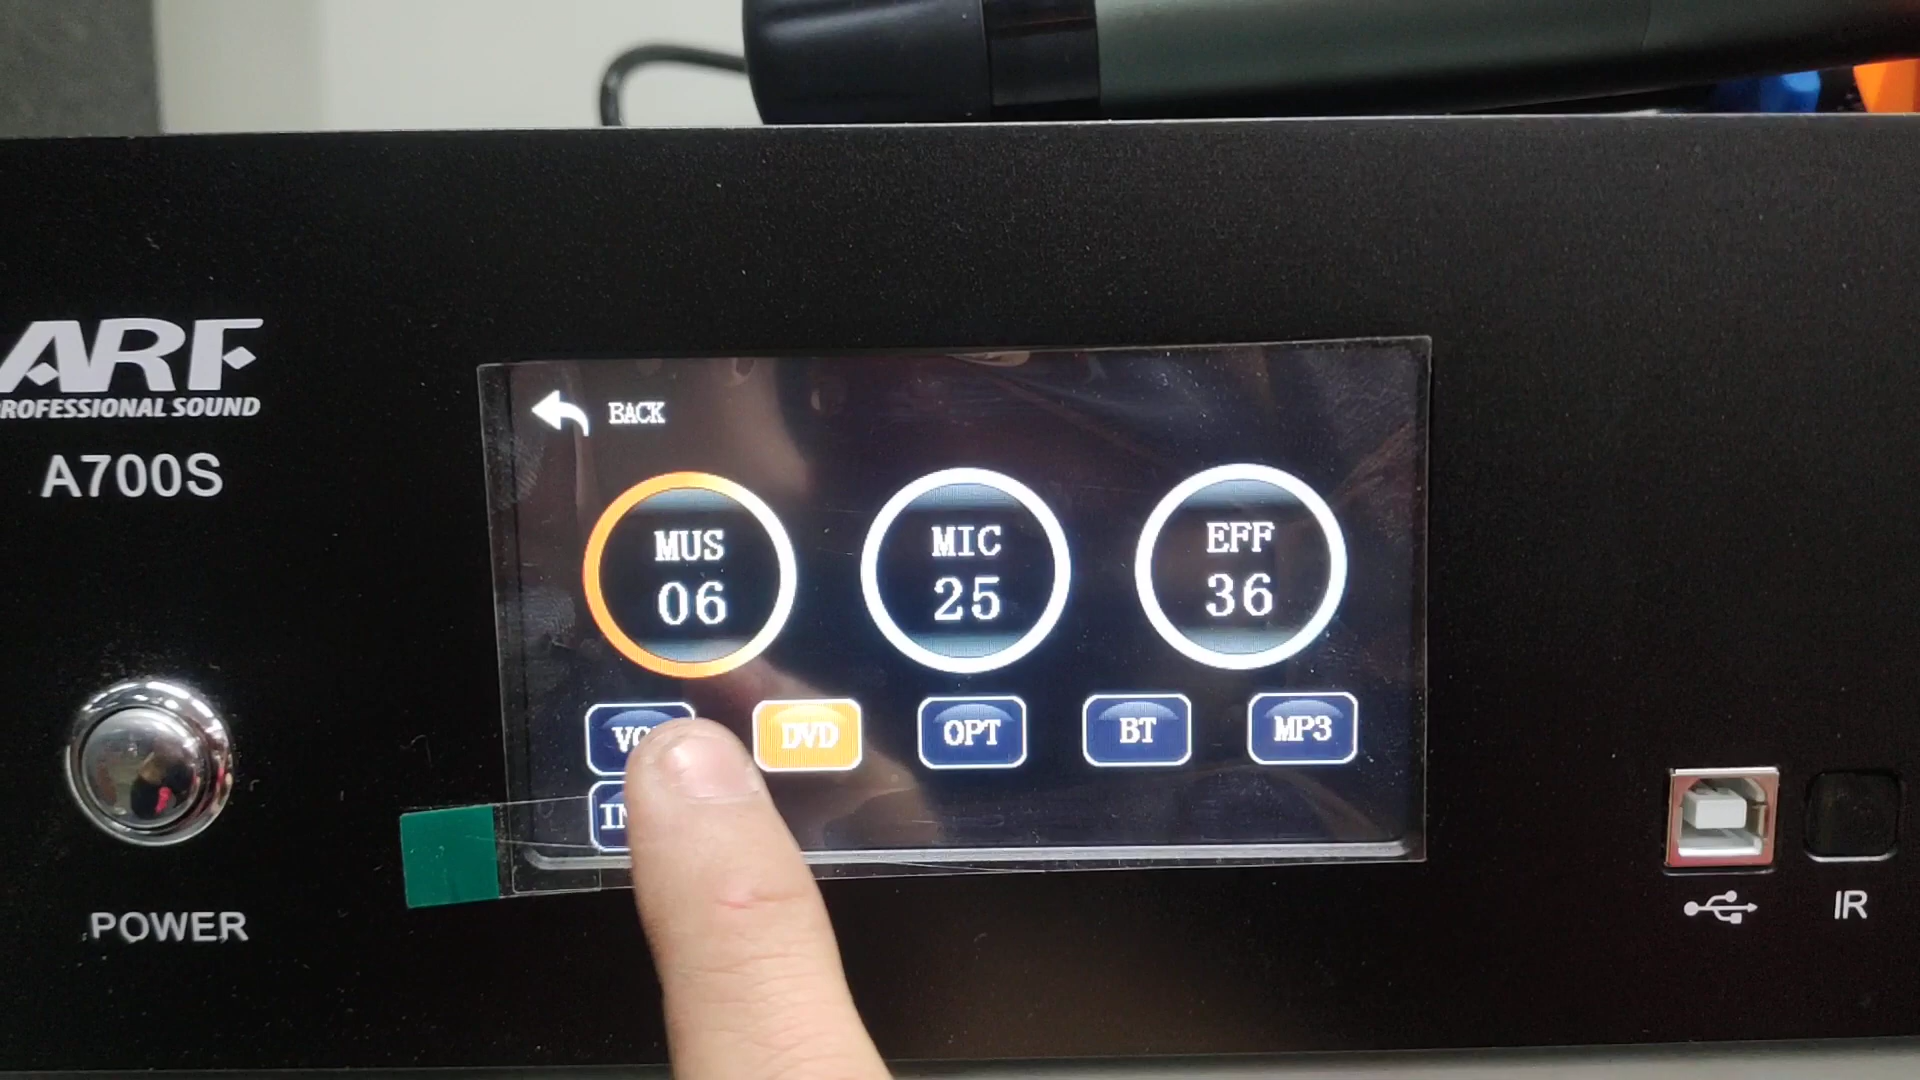 ARF
PROFESSIONAL SOUND
A700S
POWER
BACK
MUS
06
MIC
25
EFF
36
DVD
OPT
BT
MP3
IR